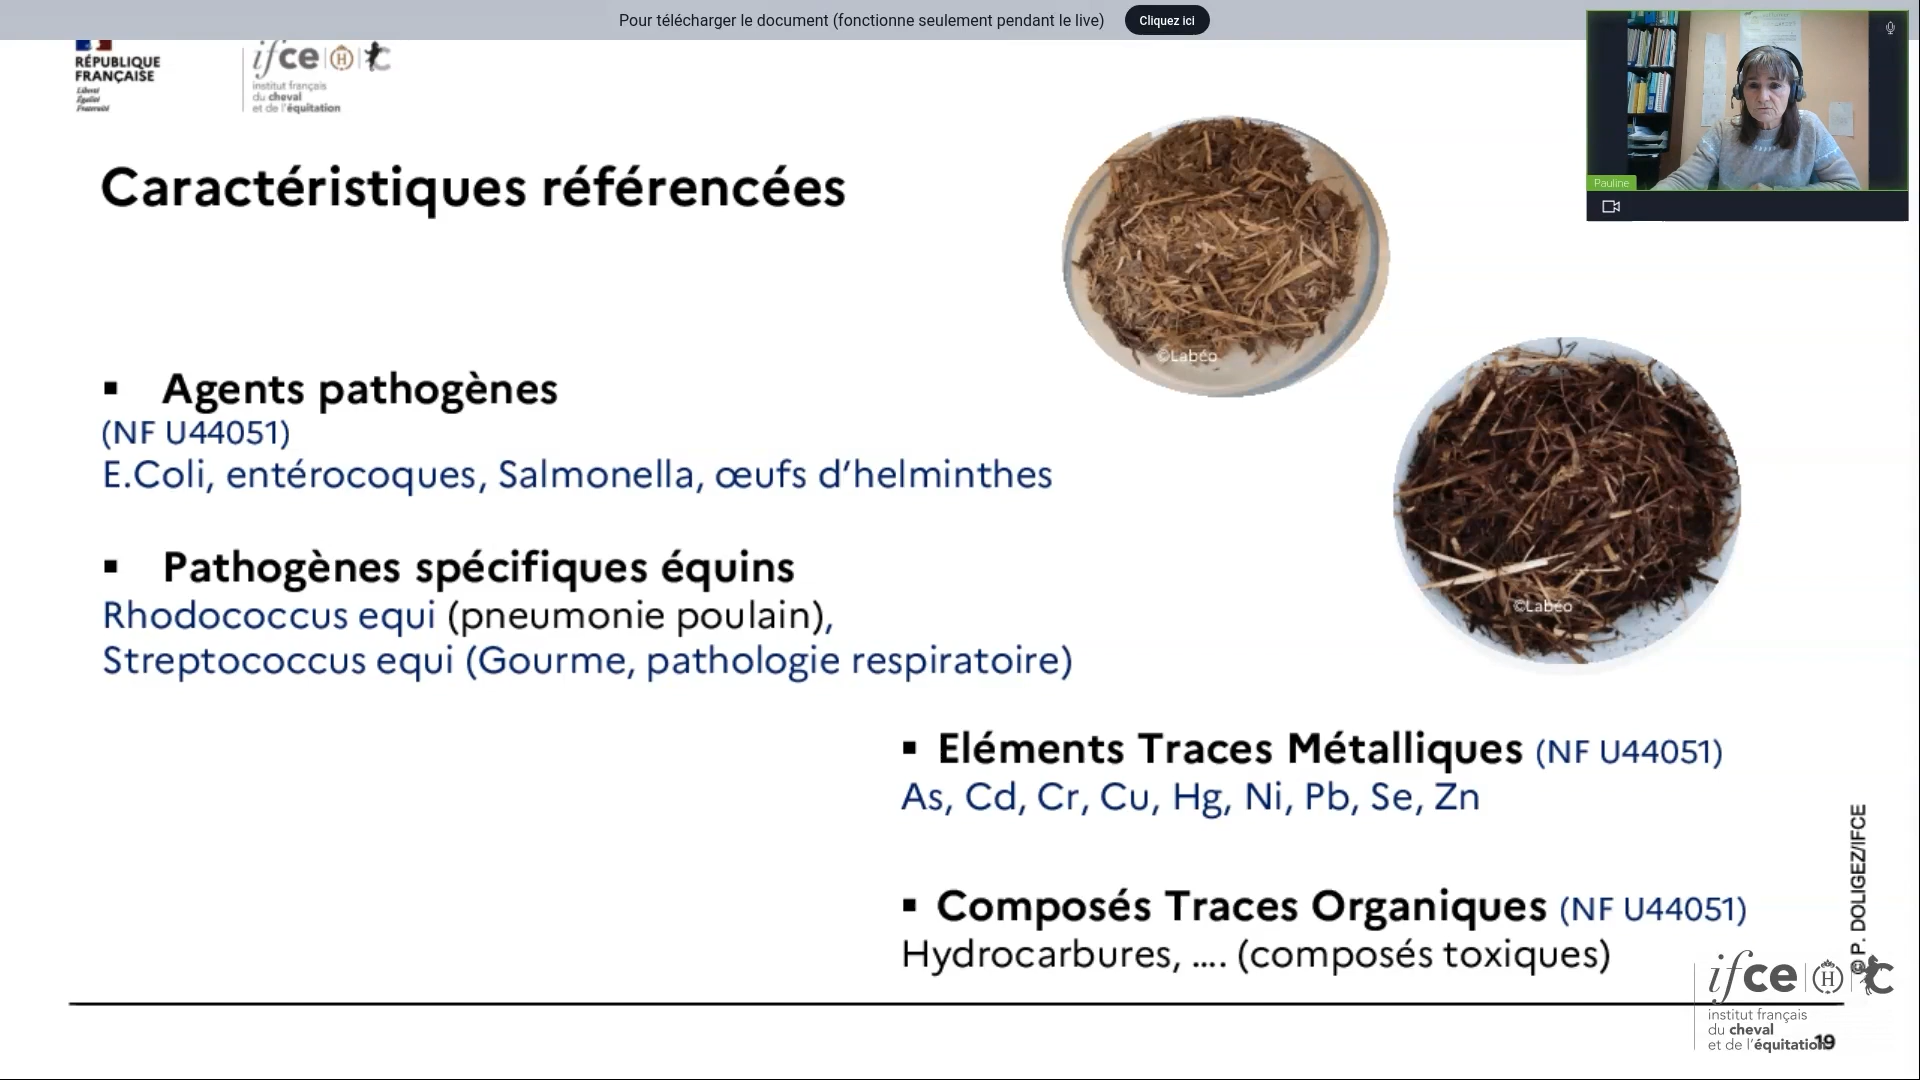 Pour télécharger le document (fonctionne seulement pendant le live)
Cliquez ici
RÉPUBLIQUE
FRANÇAISE
Liberté
Égalité
Fraternité
ifce
institut français
du cheval
et de l'équitation
Pauline
Caractéristiques référencées
©Labéo
▪ Agents pathogènes
(NF U44051)
E.Coli, entérocoques, Salmonella, œufs d’helminthes
▪ Pathogènes spécifiques équins
Rhodococcus equi (pneumonie poulain),
Streptococcus equi (Gourme, pathologie respiratoire)
©Labéo
▪ Eléments Traces Métalliques (NF U44051)
As, Cd, Cr, Cu, Hg, Ni, Pb, Se, Zn
▪ Composés Traces Organiques (NF U44051)
Hydrocarbures, .... (composés toxiques)
© P. DOLIGEZ/IFCE
ifce H
institut français
du cheval
et de l'équitation
19